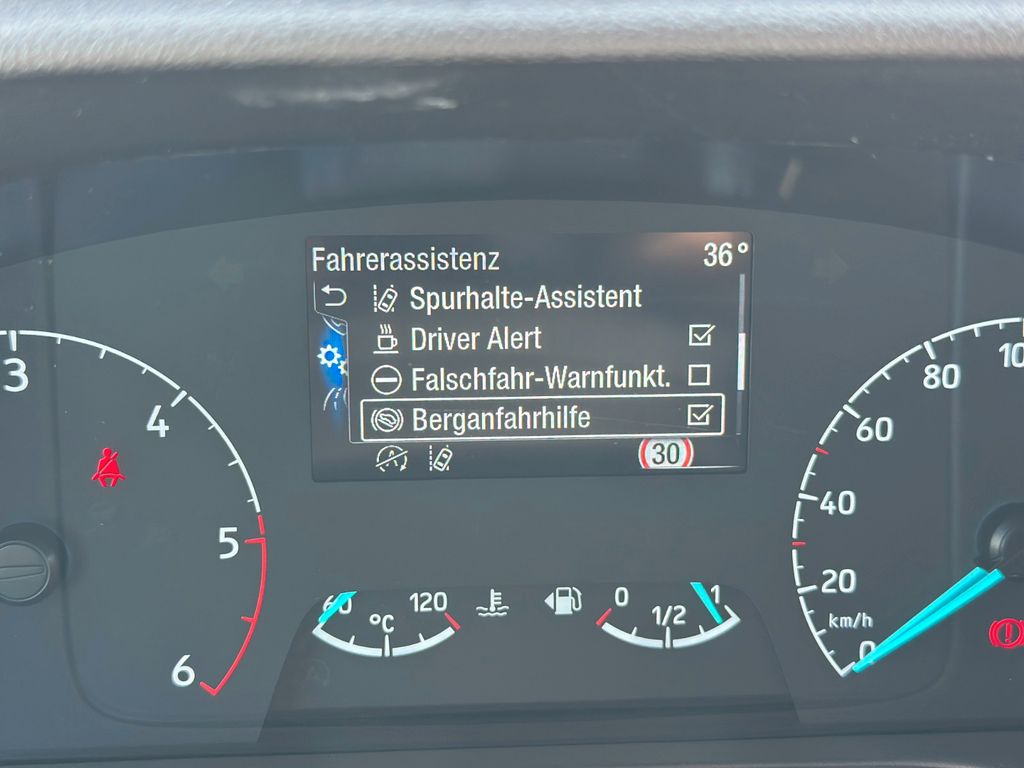 Fahrerassistenz 36°
Spurhalte-Assistent
Driver Alert
Falschfahr-Warnfunkt.
Berganfahrhilfe
30
3
4
5
6
60 120
°C
0 1/2 1
100
80
60
40
20
km/h
0